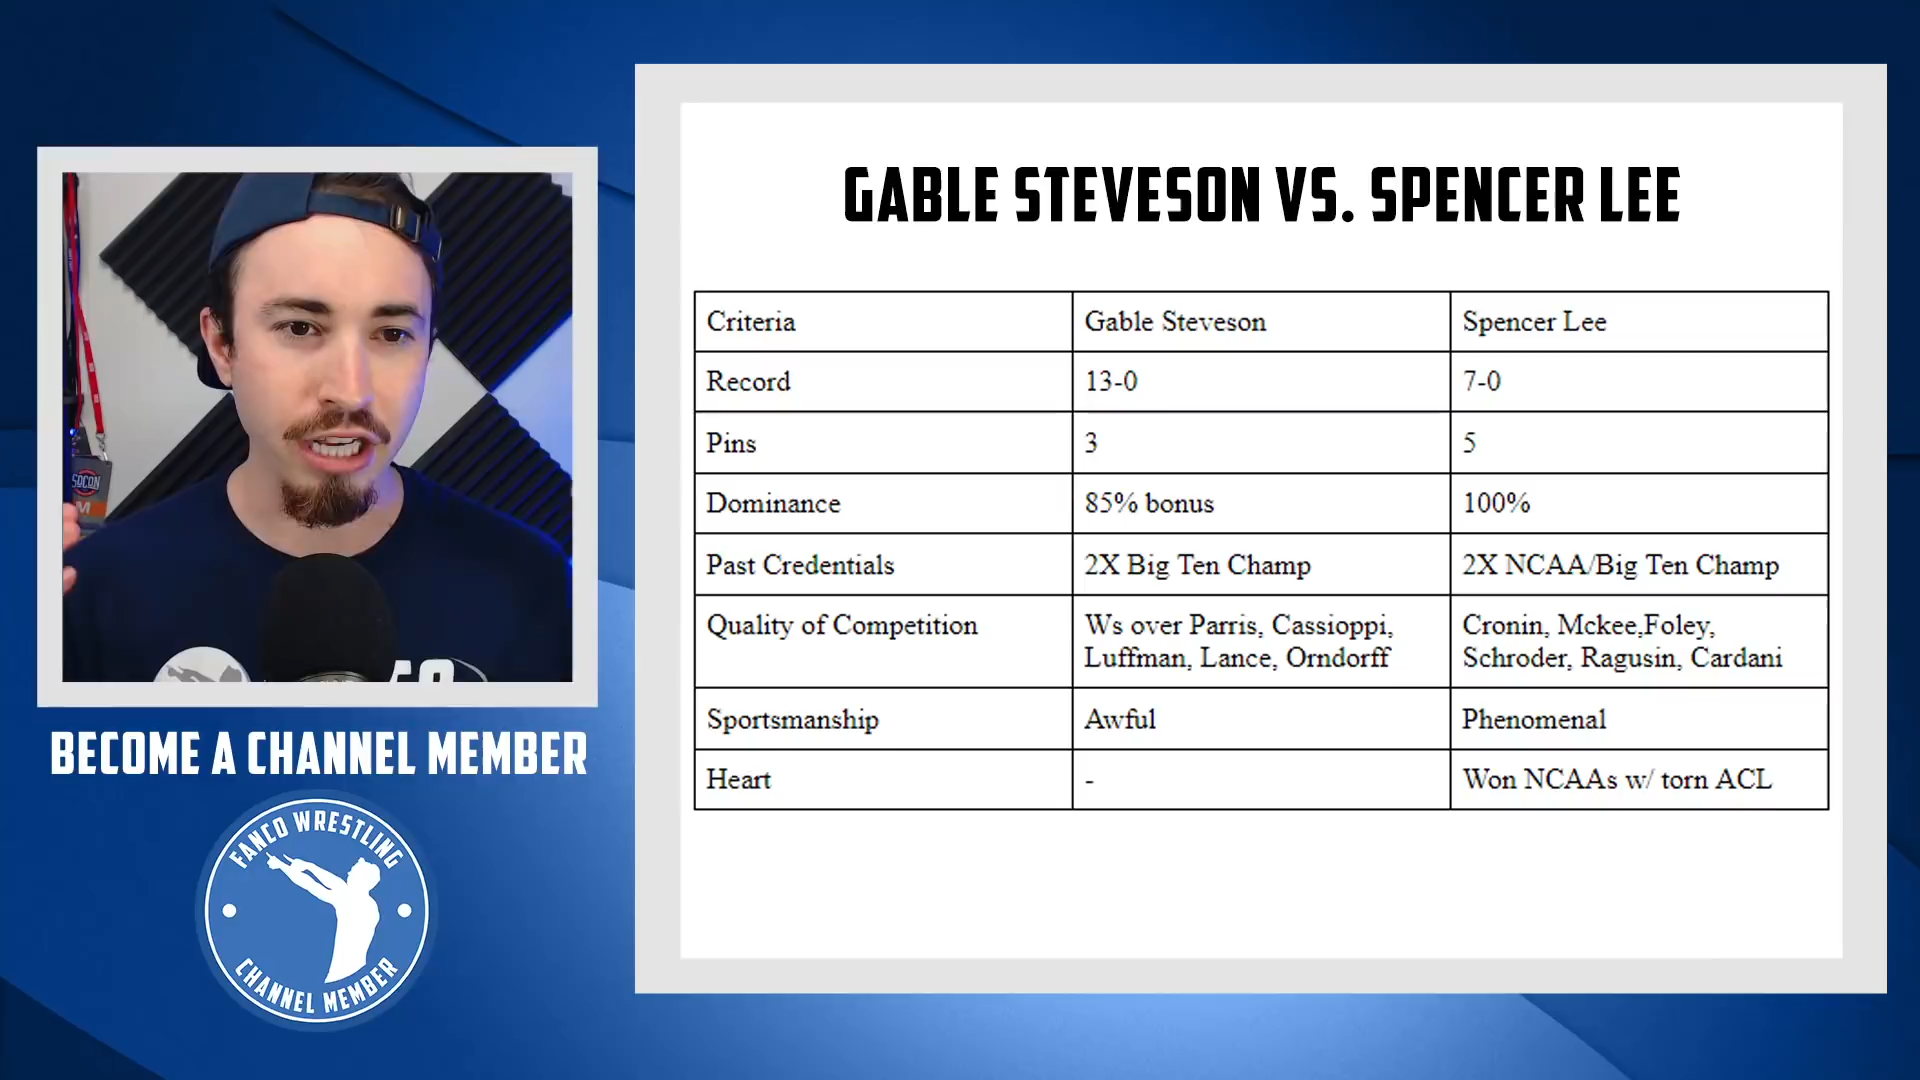 GABLE STEVESON VS. SPENCER LEE
Criteria Gable Steveson Spencer Lee
Record 13-0 7-0
Pins 3 5
Dominance 85% bonus 100%
Past Credentials 2X Big Ten Champ 2X NCAA/Big Ten Champ
Quality of Competition Ws over Parris, Cassioppi, Cronin, Mckee,Foley,
Luffman, Lance, Orndorff Schroder, Ragusin, Cardani
Sportsmanship Awful Phenomenal
Heart - Won NCAAs w/ torn ACL
SOCON
M
BECOME A CHANNEL MEMBER
FANCO WRESTLING
CHANNEL MEMBER